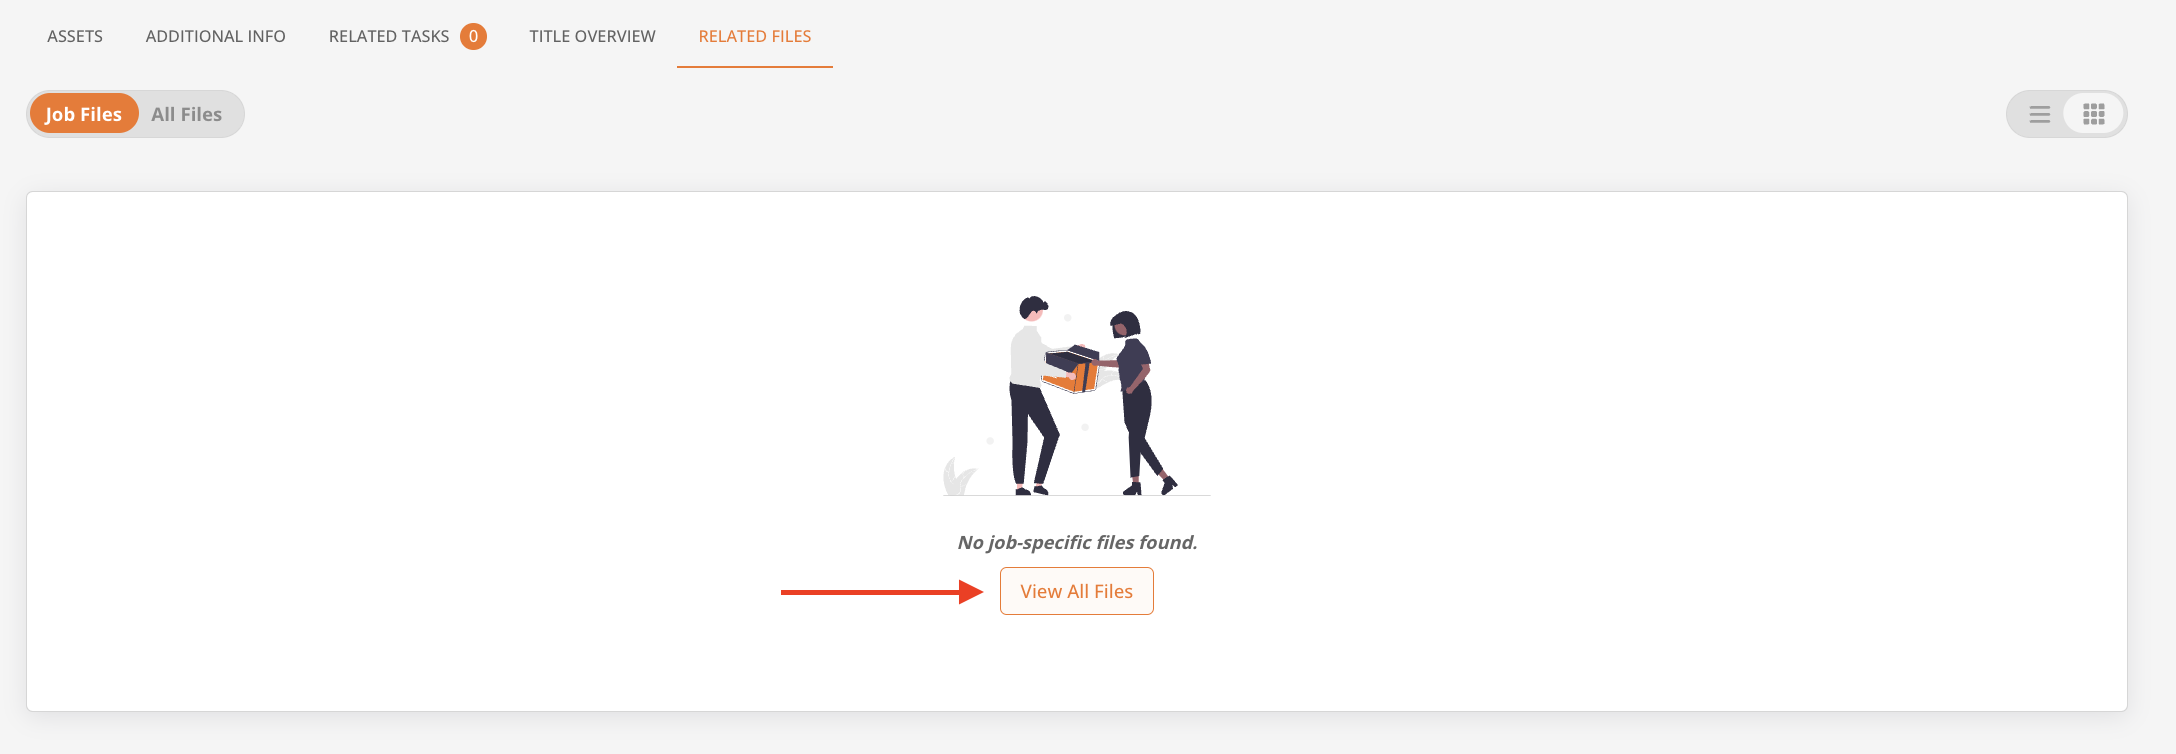 ASSETS ADDITIONAL INFO RELATED TASKS 0 TITLE OVERVIEW RELATED FILES
Job Files All Files
No job-specific files found.
View All Files